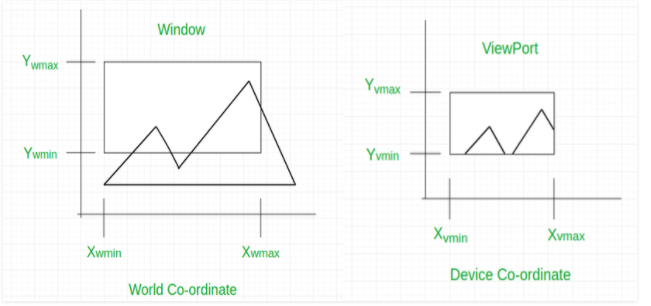 Window
Ywmax
Ywmin
Xwmin
Xwmax
World Co-ordinate
ViewPort
Yvmax
Yvmin
Xvmin
Xvmax
Device Co-ordinate